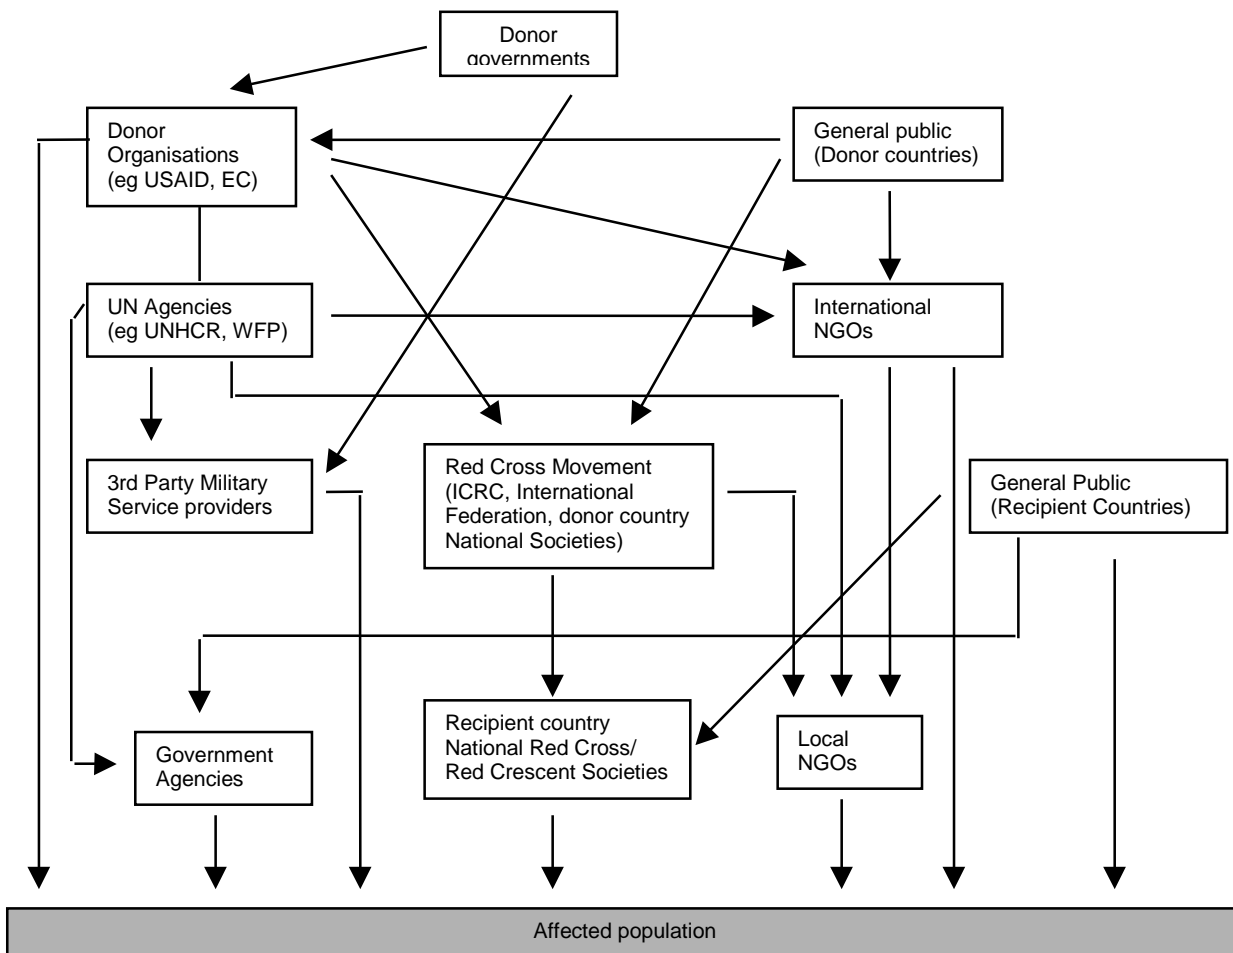 Donor
governments
Donor
Organisations
(eg USAID, EC)
General public
(Donor countries)
UN Agencies
(eg UNHCR, WFP)
International
NGOs
3rd Party Military
Service providers
Red Cross Movement
(ICRC, International
Federation, donor country
National Societies)
General Public
(Recipient Countries)
Government
Agencies
Recipient country
National Red Cross/
Red Crescent Societies
Local
NGOs
Affected population